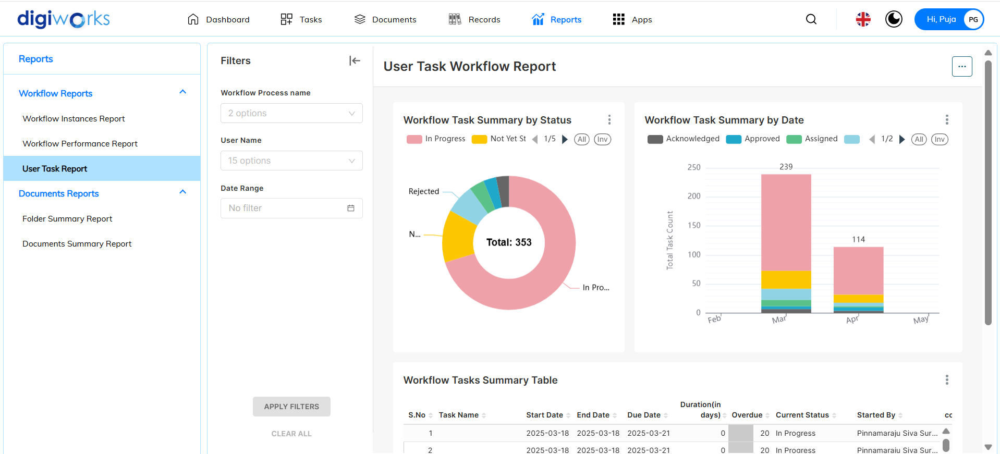 digiworks
Dashboard
Tasks
Documents
Records
Reports
Apps
Hi, Puja
PG
Reports
Workflow Reports
Workflow Instances Report
Workflow Performance Report
User Task Report
Documents Reports
Folder Summary Report
Documents Summary Report
Filters
Workflow Process name
2 options
User Name
15 options
Date Range
No filter
APPLY FILTERS
CLEAR ALL
User Task Workflow Report
...
Workflow Task Summary by Status
In Progress Not Yet St 1/5 All Inv
Rejected
N...
Total: 353
In Pro...
Workflow Task Summary by Date
Acknowledged Approved Assigned 1/2 All Inv
Total Task Count
250
200
150
100
50
0
239
114
Feb Mar Apr May
Workflow Tasks Summary Table
S.No Task Name Start Date End Date Due Date Duration(in days) Overdue Current Status Started By cc
1 2025-03-18 2025-03-18 2025-03-21 0 20 In Progress Pinnamaraju Siva Sur...
2 2025-03-18 2025-03-18 2025-03-21 0 20 In Progress Pinnamaraju Siva Sur...